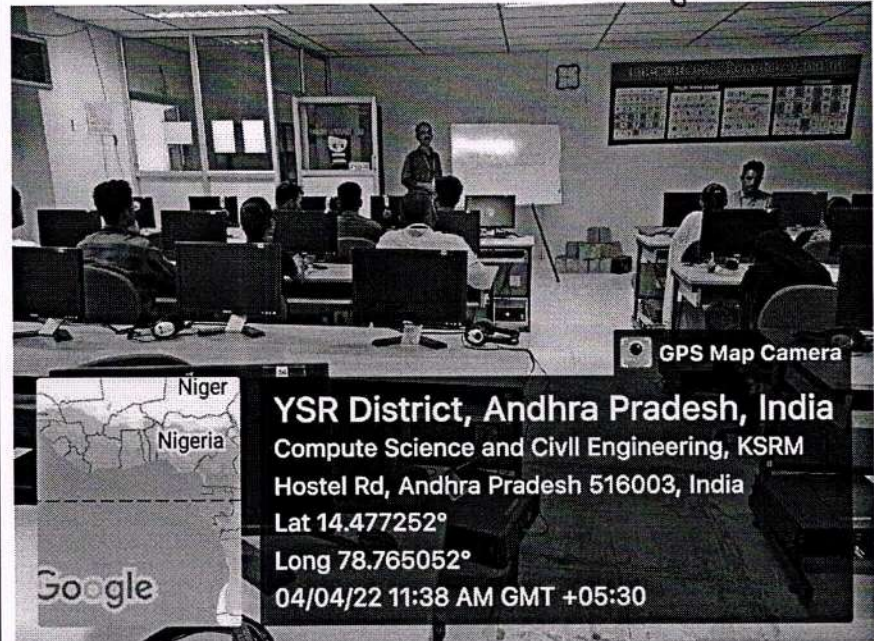 GPS Map Camera
Niger
Nigeria
Google
YSR District, Andhra Pradesh, India
Compute Science and Civil Engineering, KSRM
Hostel Rd, Andhra Pradesh 516003, India
Lat 14.477252°
Long 78.765052°
04/04/22 11:38 AM GMT +05:30